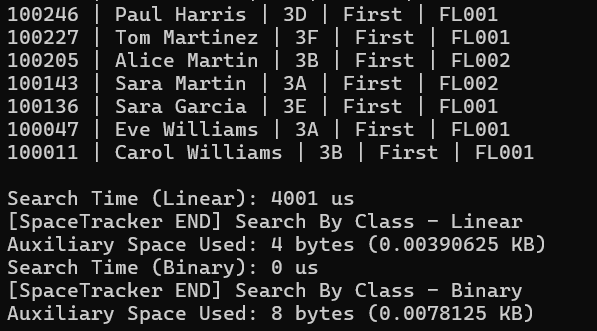 100246 | Paul Harris | 3D | First | FL001
100227 | Tom Martinez | 3F | First | FL001
100205 | Alice Martin | 3B | First | FL002
100143 | Sara Martin | 3A | First | FL002
100136 | Sara Garcia | 3E | First | FL001
100047 | Eve Williams | 3A | First | FL001
100011 | Carol Williams | 3B | First | FL001
Search Time (Linear): 4001 us
[SpaceTracker END] Search By Class - Linear
Auxiliary Space Used: 4 bytes (0.00390625 KB)
Search Time (Binary): 0 us
[SpaceTracker END] Search By Class - Binary
Auxiliary Space Used: 8 bytes (0.0078125 KB)